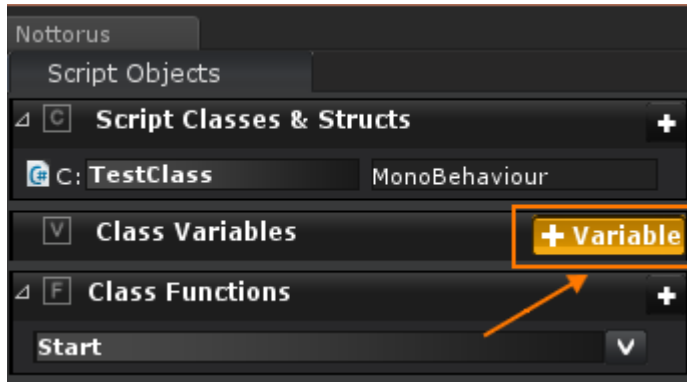 Nottorus
Script Objects
C Script Classes & Structs +
C# C: TestClass MonoBehaviour
V Class Variables + Variable
F Class Functions +
Start